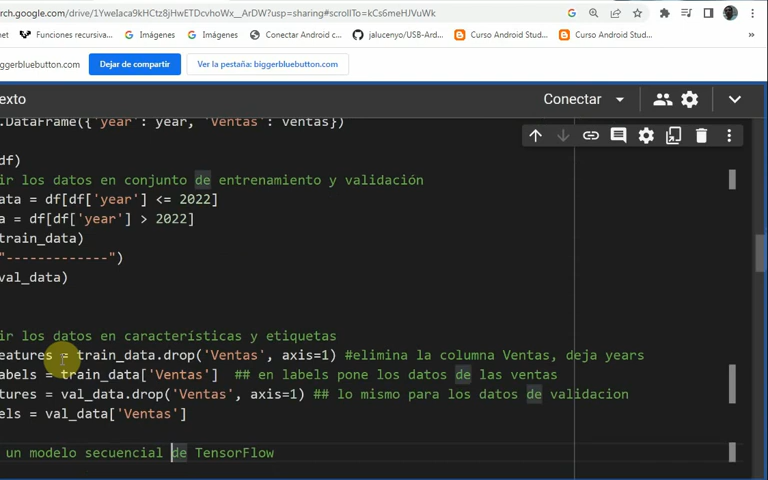 rch.google.com/drive/1YweIaca9kHCtz8jHwETDcvhoWx__ArDW?usp=sharing#scrollTo=kCs6meHJVuWk
net Funciones recursiva... Imágenes Imágenes Conectar Android c... jalucenyo/USB-Ard... Curso Android Stud... Curso Android Stud...
ggerbluebutton.com Dejar de compartir Ver la pestaña: biggerbluebutton.com
exto Conectar
.DataFrame({'year': year, 'Ventas': ventas})
df)
ir los datos en conjunto de entrenamiento y validación
ata = df[df['year'] <= 2022]
a = df[df['year'] > 2022]
train_data)
"-------------")
val_data)
ir los datos en características y etiquetas
eatures = train_data.drop('Ventas', axis=1) #elimina la columna Ventas, deja years
abels = train_data['Ventas'] ## en labels pone los datos de las ventas
tures = val_data.drop('Ventas', axis=1) ## lo mismo para los datos de validacion
els = val_data['Ventas']
un modelo secuencial de TensorFlow